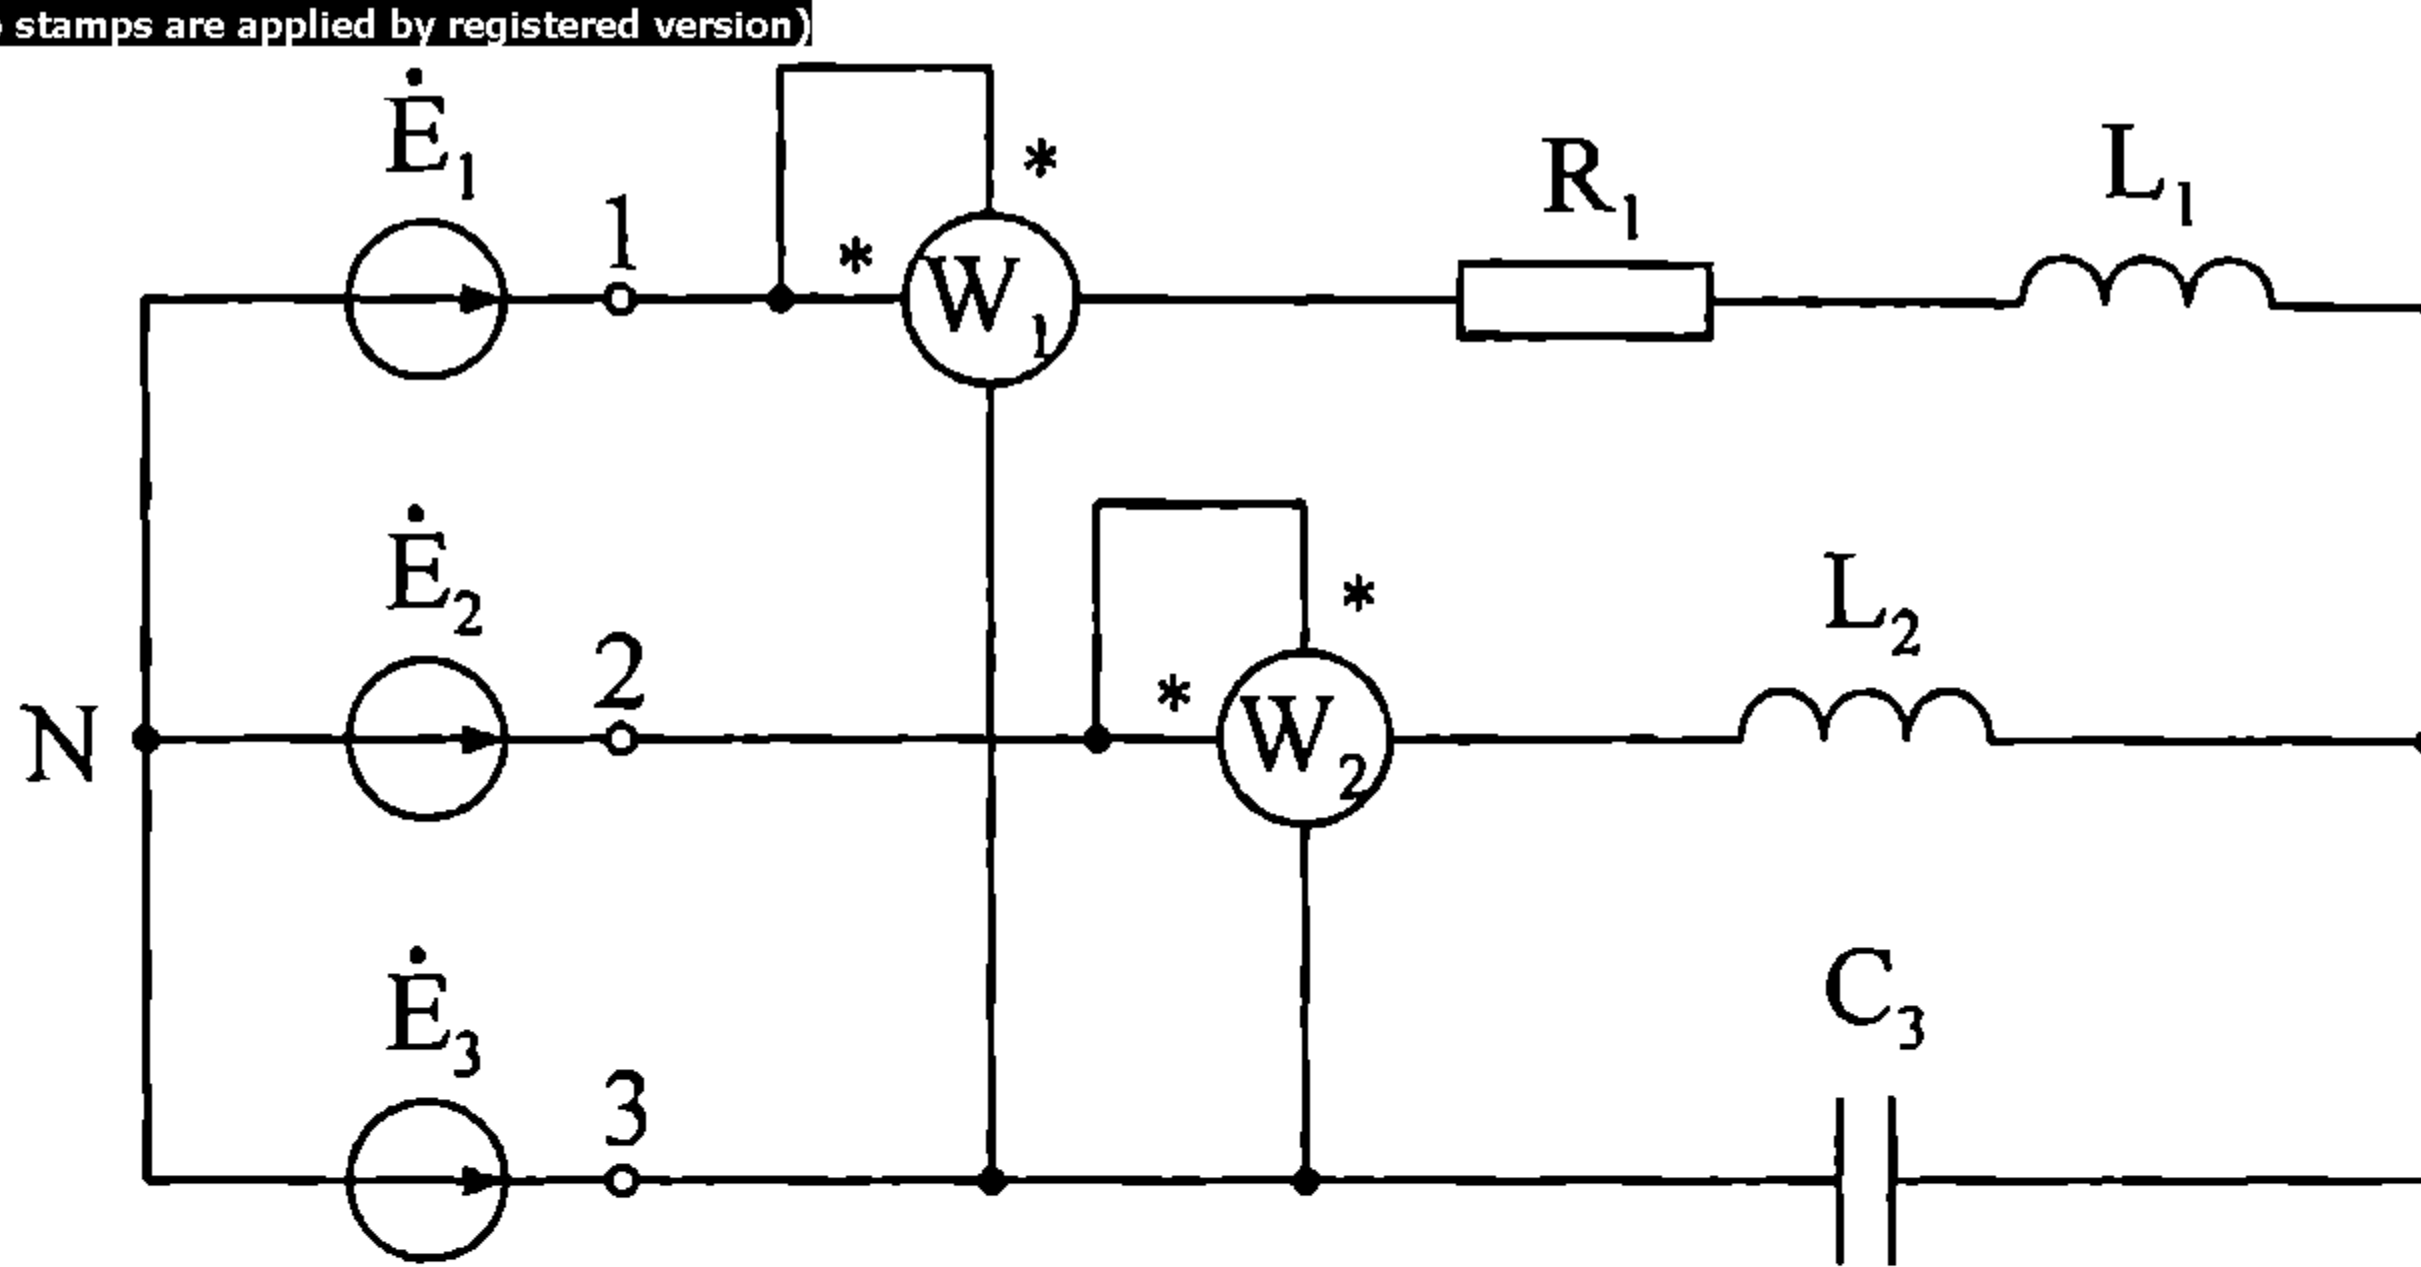 stamps are applied by registered version)
Ė₁
1
*
*
W₁
R₁
L₁
Ė₂
2
*
*
W₂
L₂
N
Ė₃
3
C₃